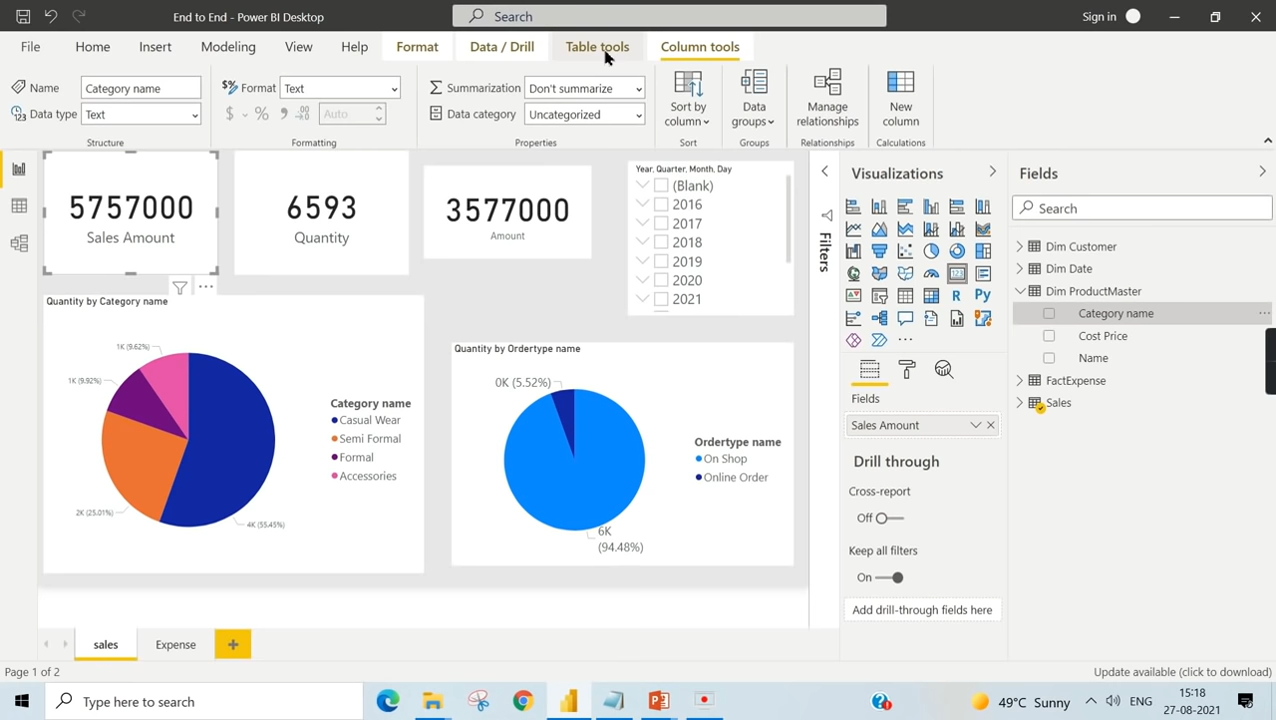 End to End - Power BI Desktop
Search
Sign in
File
Home
Insert
Modeling
View
Help
Format
Data / Drill
Table tools
Column tools
Name
Category name
Data type
Text
Structure
Format
Text
$
%
Auto
Formatting
Summarization
Don't summarize
Data category
Uncategorized
Properties
Sort by
column
Sort
Data
groups
Groups
Manage
relationships
Relationships
New
column
Calculations
5757000
Sales Amount
6593
Quantity
3577000
Amount
Year, Quarter, Month, Day
(Blank)
2016
2017
2018
2019
2020
2021
Quantity by Category name
1K (9.62%)
1K (9.92%)
2K (25.01%)
4K (55.45%)
Category name
Casual Wear
Semi Formal
Formal
Accessories
Quantity by Ordertype name
0K (5.52%)
6K
(94.48%)
Ordertype name
On Shop
Online Order
Filters
Visualizations
123
R
Py
Fields
Sales Amount
Drill through
Cross-report
Off
Keep all filters
On
Add drill-through fields here
Fields
Search
Dim Customer
Dim Date
Dim ProductMaster
Category name
Cost Price
Name
FactExpense
Sales
sales
Expense
+
Page 1 of 2
Update available (click to download)
Type here to search
49°C Sunny
ENG
15:18
27-08-2021